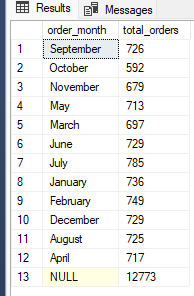 Results Messages
order_month total_orders
1 September 726
2 October 592
3 November 679
4 May 713
5 March 697
6 June 729
7 July 785
8 January 736
9 February 749
10 December 729
11 August 725
12 April 717
13 NULL 12773